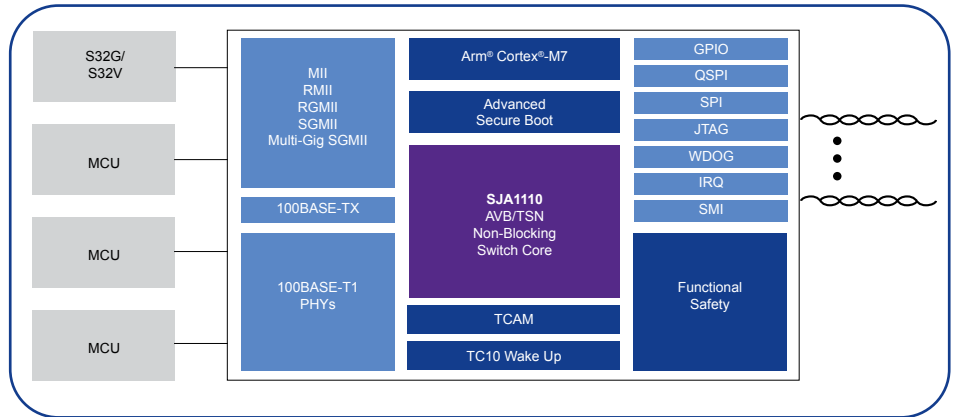 S32G/
S32V
MCU
MCU
MCU
MII
RMII
RGMII
SGMII
Multi-Gig SGMII
100BASE-TX
100BASE-T1
PHYs
Arm® Cortex®-M7
Advanced
Secure Boot
SJA1110
AVB/TSN
Non-Blocking
Switch Core
TCAM
TC10 Wake Up
GPIO
QSPI
SPI
JTAG
WDOG
IRQ
SMI
Functional
Safety